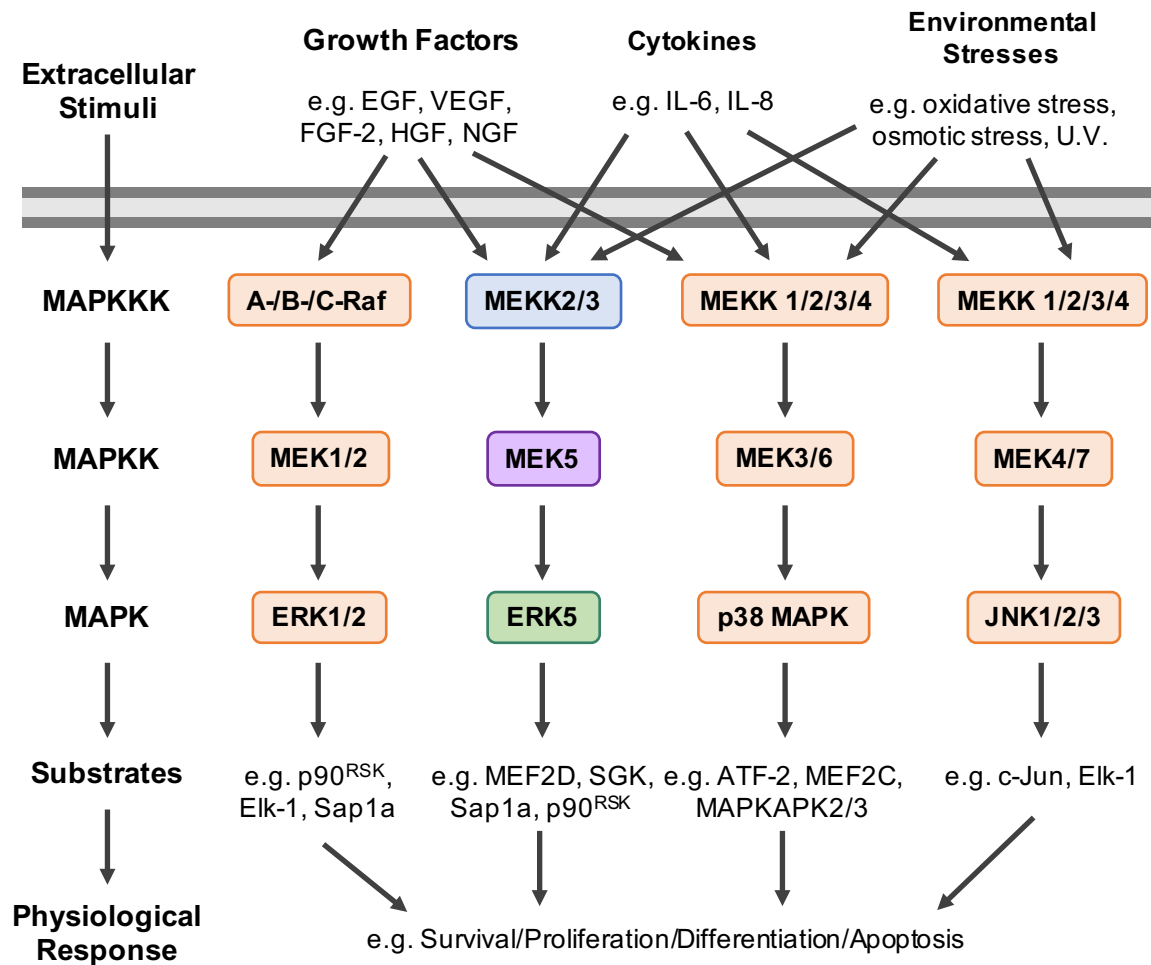 Extracellular
Stimuli
Growth Factors
e.g. EGF, VEGF,
FGF-2, HGF, NGF
Cytokines
e.g. IL-6, IL-8
Environmental
Stresses
e.g. oxidative stress,
osmotic stress, U.V.
MAPKKK
A-/B-/C-Raf
MEKK2/3
MEKK 1/2/3/4
MEKK 1/2/3/4
MAPKK
MEK1/2
MEK5
MEK3/6
MEK4/7
MAPK
ERK1/2
ERK5
p38 MAPK
JNK1/2/3
Substrates
e.g. p90RSK,
Elk-1, Sap1a
e.g. MEF2D, SGK,
Sap1a, p90RSK
e.g. ATF-2, MEF2C,
MAPKAPK2/3
e.g. c-Jun, Elk-1
Physiological
Response
e.g. Survival/Proliferation/Differentiation/Apoptosis